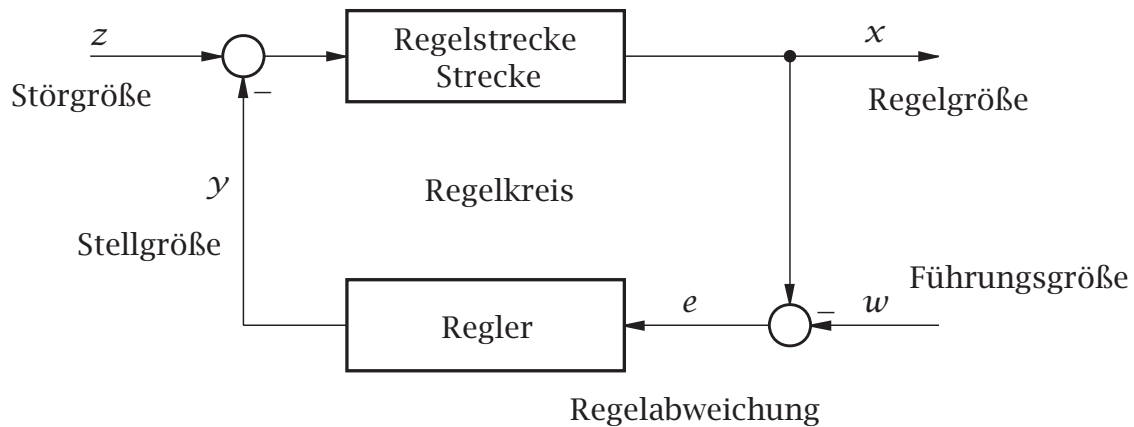 z
Regelstrecke
x
Strecke
Störgröße
−
Regelgröße
y
Regelkreis
Stellgröße
Führungsgröße
Regler
e
−
w
Regelabweichung